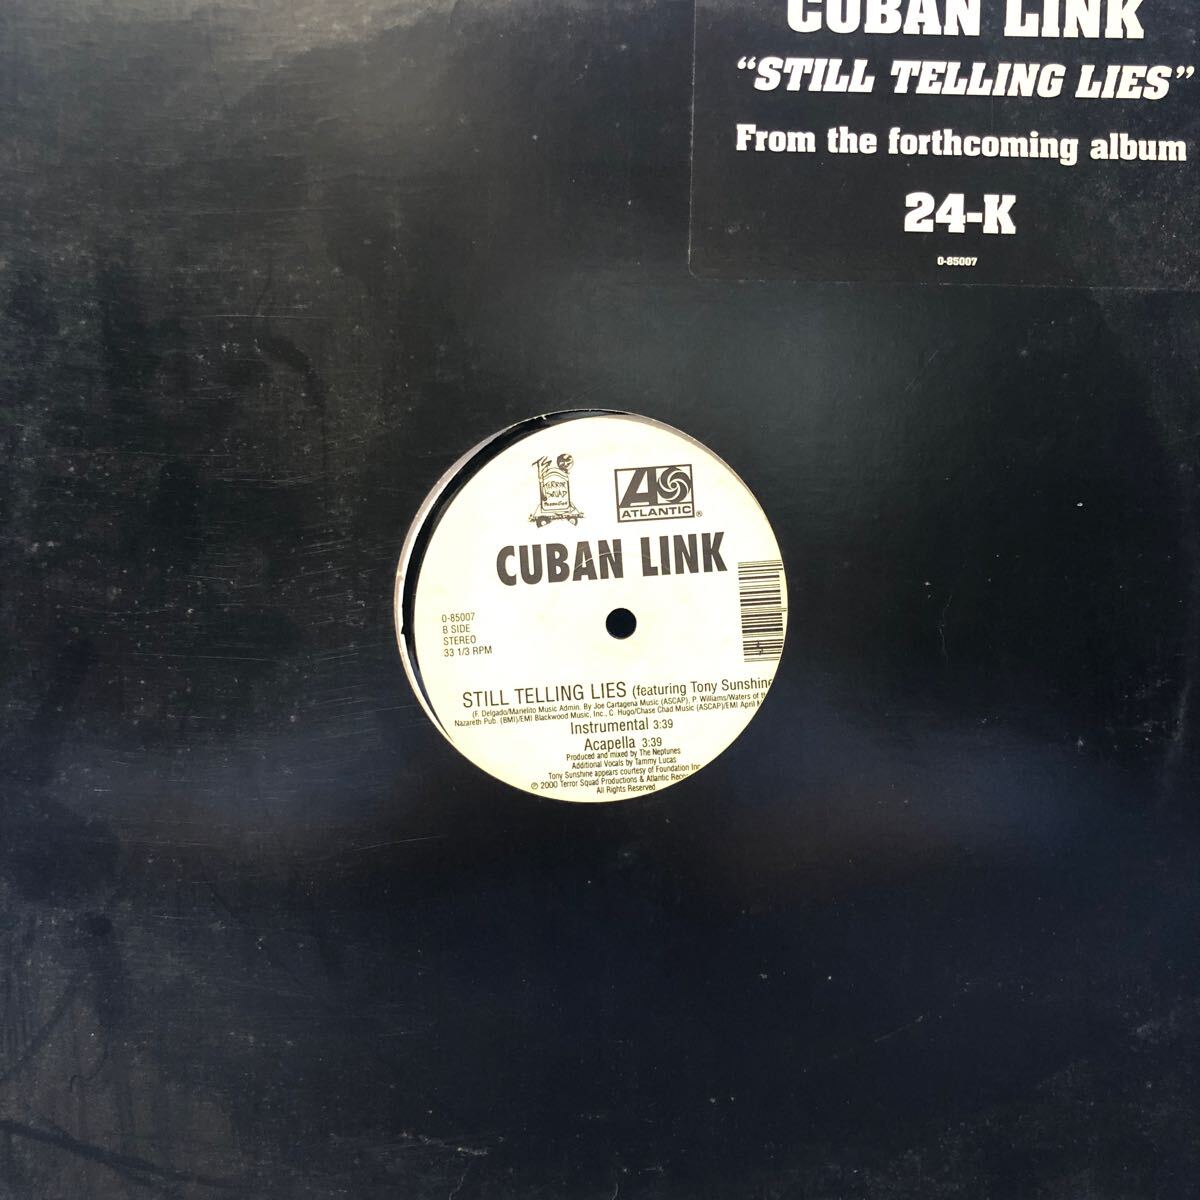 CUBAN LINK
“STILL TELLING LIES”
From the forthcoming album
24-K
0-85007
TS
TERROR
SQUAD
ATLANTIC®
CUBAN LINK
0-85007
B SIDE
STEREO
33 1/3 RPM
STILL TELLING LIES (featuring Tony Sunshine
(F. Delgado/Manelito Music Admin. By Joe Cartagena Music (ASCAP), P. Williams/Waters of
Nazareth Pub. (BMI)/EMI Blackwood Music, Inc., C. Hugo/Chase Chad Music (ASCAP)/EMI April
Instrumental 3:39
Acapella 3:39
Produced and mixed by The Neptunes
Additional Vocals by Tammy Lucas
Tony Sunshine appears courtesy of Foundation Inc
℗ 2000 Terror Squad Productions & Atlantic
All Rights Reserved